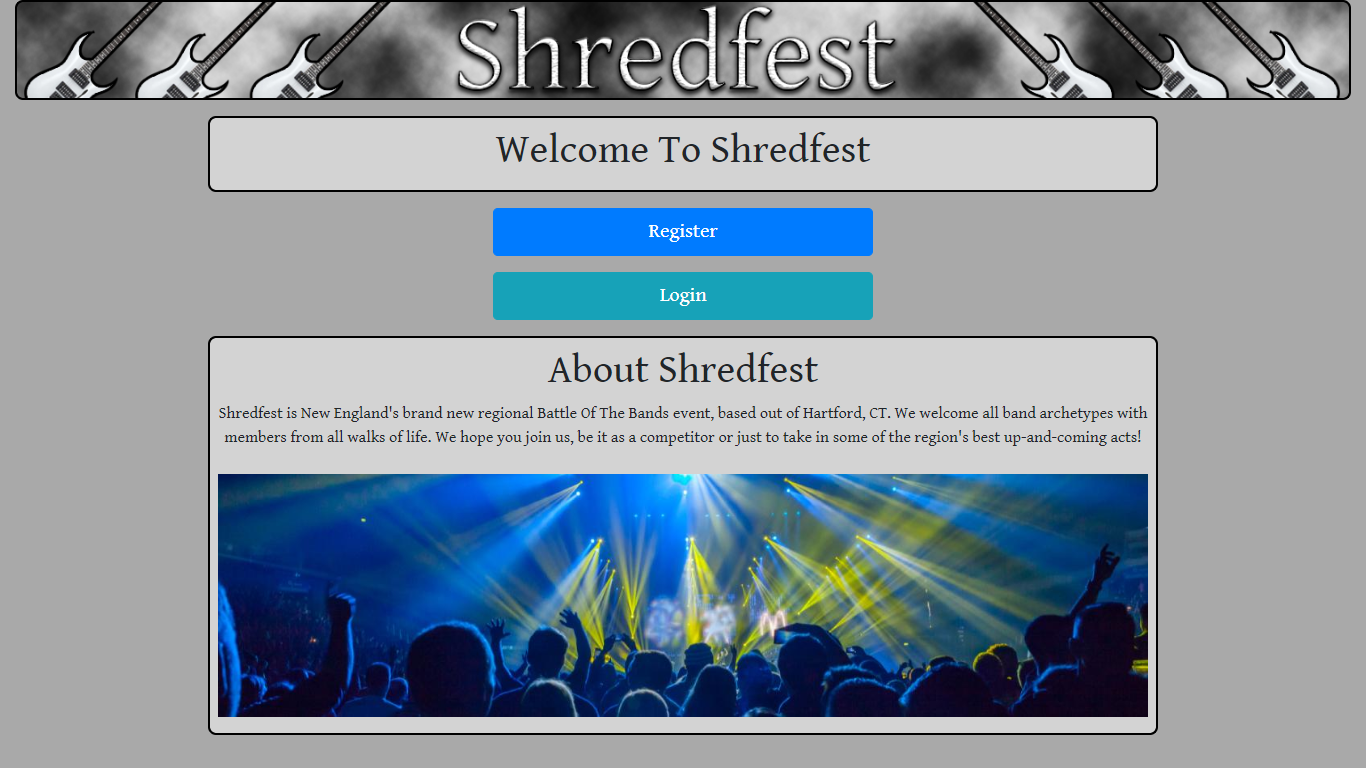 Shredfest
Welcome To Shredfest
Register
Login
About Shredfest
Shredfest is New England's brand new regional Battle Of The Bands event, based out of Hartford, CT. We welcome all band archetypes with
members from all walks of life. We hope you join us, be it as a competitor or just to take in some of the region's best up-and-coming acts!